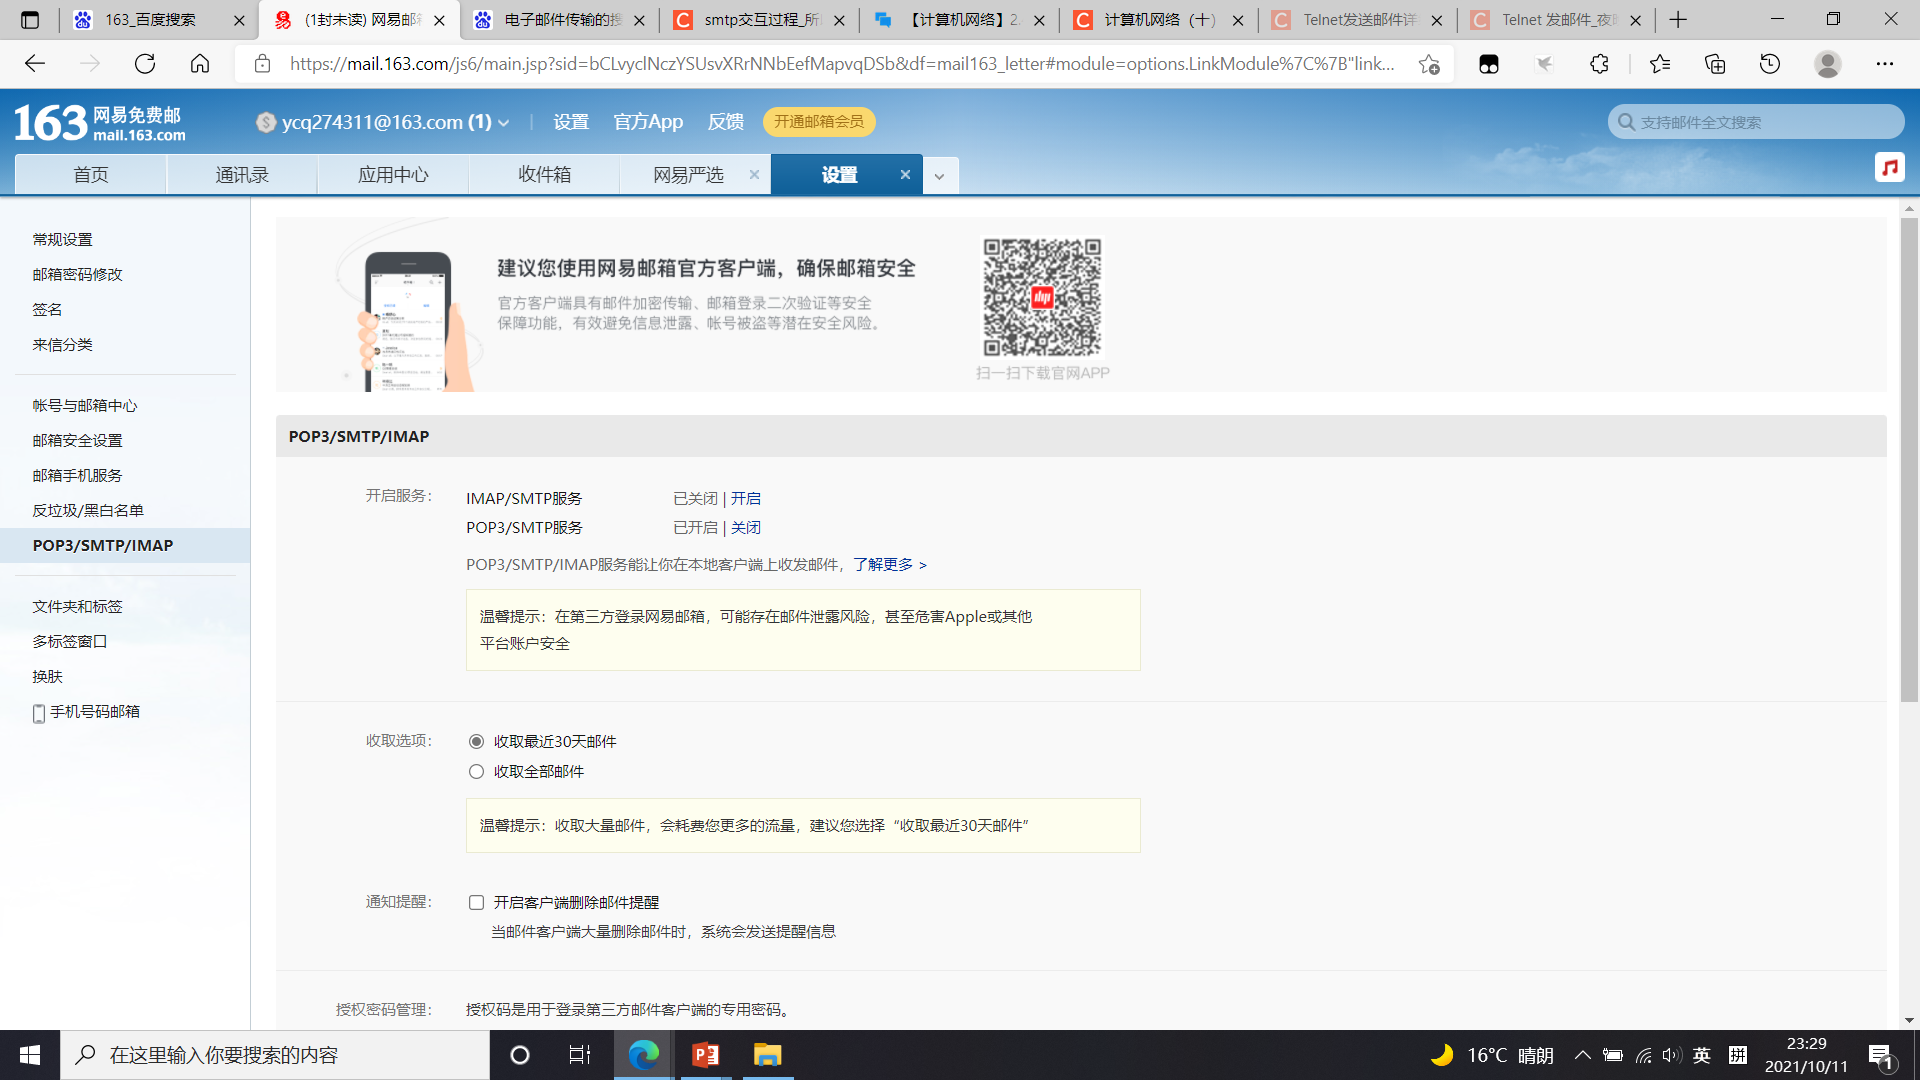 163_百度搜索
(1封未读) 网易邮
电子邮件传输的
smtp交互过程_所
【计算机网络】2.
计算机网络（十）
Telnet发送邮件详
Telnet 发邮件_夜
https://mail.163.com/js6/main.jsp?sid=bCLvyclNczYSUsvXRrNNbEefMapvqDSb&df=mail163_letter#module=options.LinkModule%7C%7B"link...
163 网易免费邮
mail.163.com
ycq274311@163.com (1)
设置
官方App
反馈
开通邮箱会员
支持邮件全文搜索
首页
通讯录
应用中心
收件箱
网易严选
设置
常规设置
邮箱密码修改
签名
来信分类
帐号与邮箱中心
邮箱安全设置
邮箱手机服务
反垃圾/黑白名单
POP3/SMTP/IMAP
文件夹和标签
多标签窗口
换肤
手机号码邮箱
建议您使用网易邮箱官方客户端，确保邮箱安全
官方客户端具有邮件加密传输、邮箱登录二次验证等安全
保障功能，有效避免信息泄露、帐号被盗等潜在安全风险。
扫一扫下载官网APP
POP3/SMTP/IMAP
开启服务：
IMAP/SMTP服务 已关闭 | 开启
POP3/SMTP服务 已开启 | 关闭
POP3/SMTP/IMAP服务能让你在本地客户端上收发邮件，了解更多 >
温馨提示：在第三方登录网易邮箱，可能存在邮件泄露风险，甚至危害Apple或其他
平台账户安全
收取选项：
收取最近30天邮件
收取全部邮件
温馨提示：收取大量邮件，会耗费您更多的流量，建议您选择“收取最近30天邮件”
通知提醒：
开启客户端删除邮件提醒
当邮件客户端大量删除邮件时，系统会发送提醒信息
授权密码管理：
授权码是用于登录第三方邮件客户端的专用密码。
在这里输入你要搜索的内容
16°C 晴朗
英
拼
23:29
2021/10/11
1